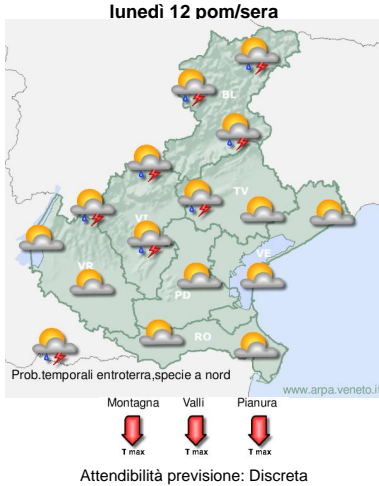 lunedì 12 pom/sera
BL
TV
VI
VE
VR
PD
RO
Prob.temporali entroterra,specie a nord
www.arpa.veneto.it
Montagna Valli Pianura
T max T max T max
Attendibilità previsione: Discreta